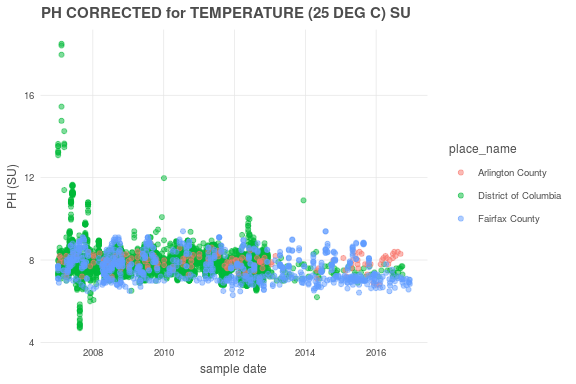 PH CORRECTED for TEMPERATURE (25 DEG C) SU
16
12
8
4
PH (SU)
2008 2010 2012 2014 2016
sample date
place_name
Arlington County
District of Columbia
Fairfax County